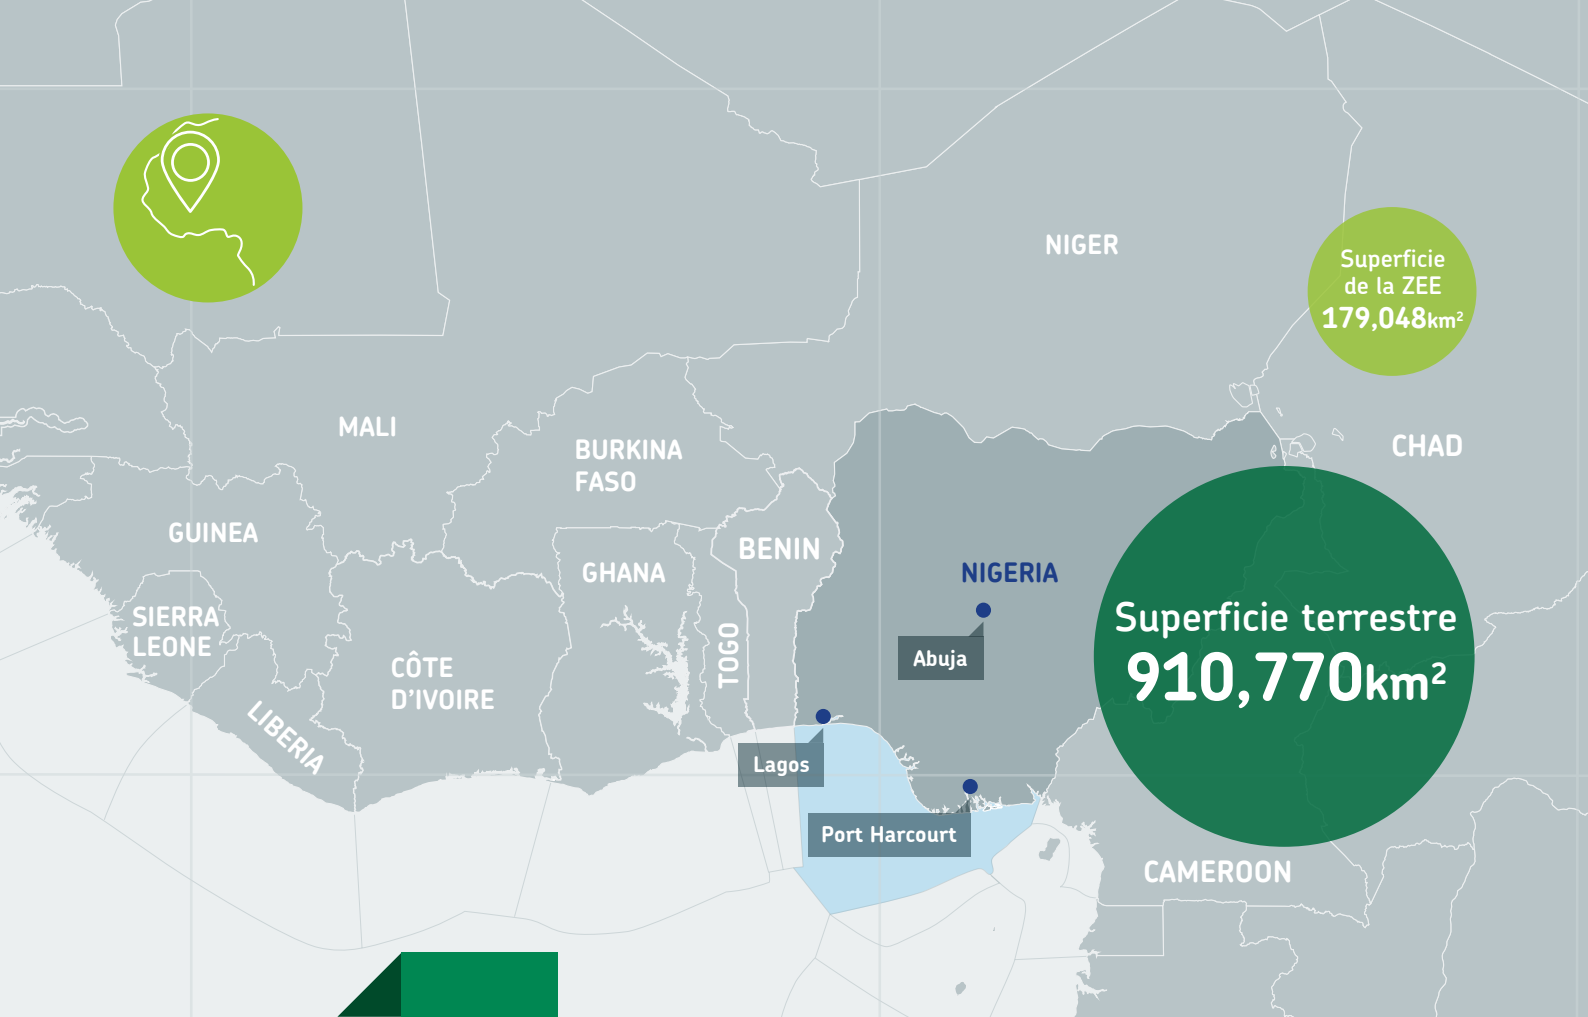 NIGER
Superficie
de la ZEE
179,048km²
MALI
BURKINA
FASO
CHAD
GUINEA
BENIN
GHANA
NIGERIA
SIERRA
LEONE
Superficie terrestre
910,770km²
TOGO
Abuja
CÔTE
D'IVOIRE
LIBERIA
Lagos
Port Harcourt
CAMEROON